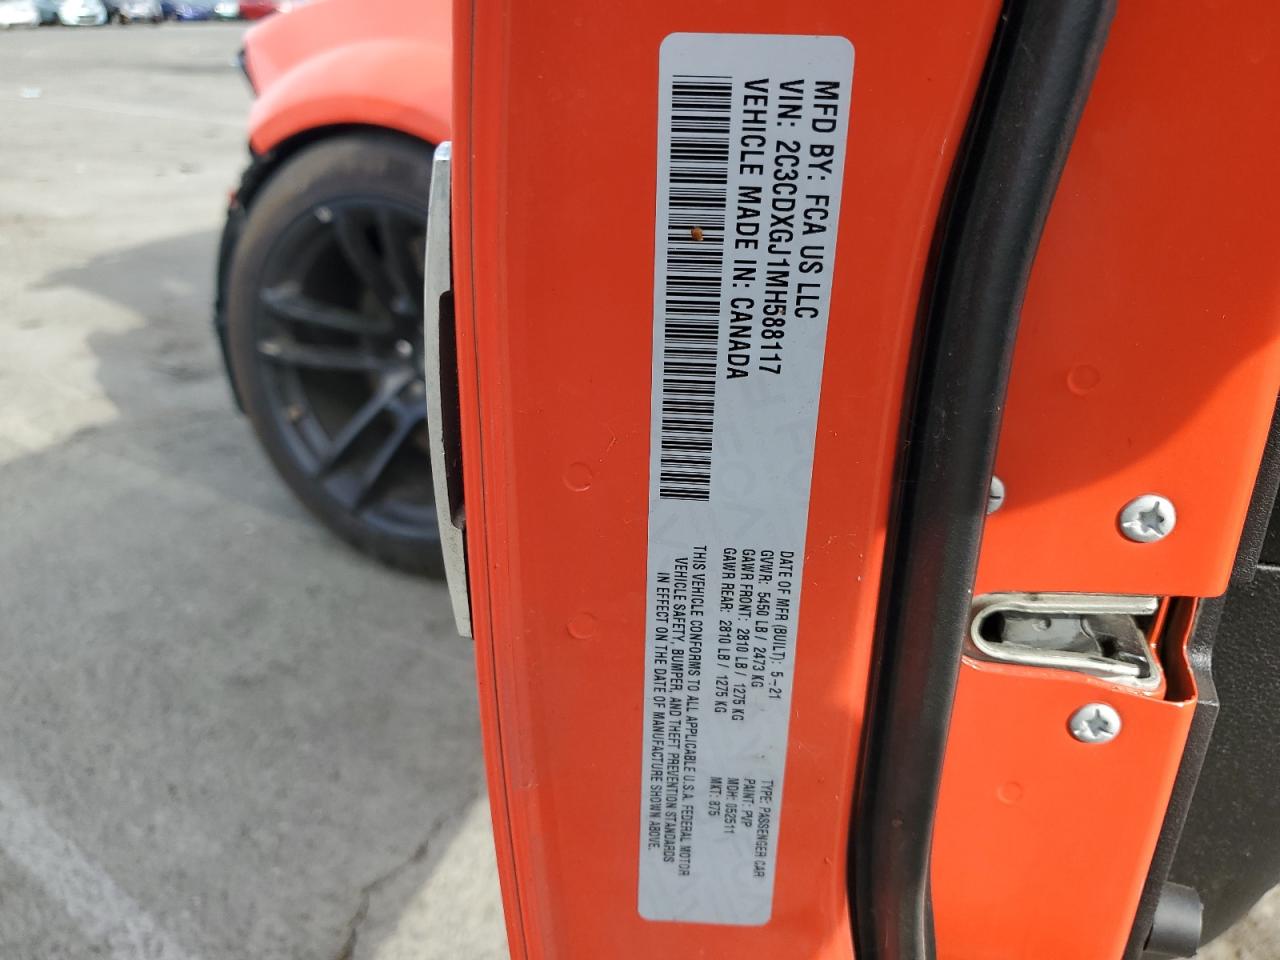 MFD BY: FCA US LLC
VIN: 2C3CDXGJ1MH588117
VEHICLE MADE IN: CANADA
DATE OF MFR (BUILT): 5-21
GVWR: 5450 LB / 2473 KG
GAWR FRONT: 2810 LB / 1275 KG
GAWR REAR: 2810 LB / 1275 KG
THIS VEHICLE CONFORMS TO ALL APPLICABLE U.S.A. FEDERAL MOTOR
VEHICLE SAFETY, BUMPER, AND THEFT PREVENTION STANDARDS
IN EFFECT ON THE DATE OF MANUFACTURE SHOWN ABOVE.
TYPE: PASSENGER CAR
PAINT: PVP
MDH: 052511
MKT: 875